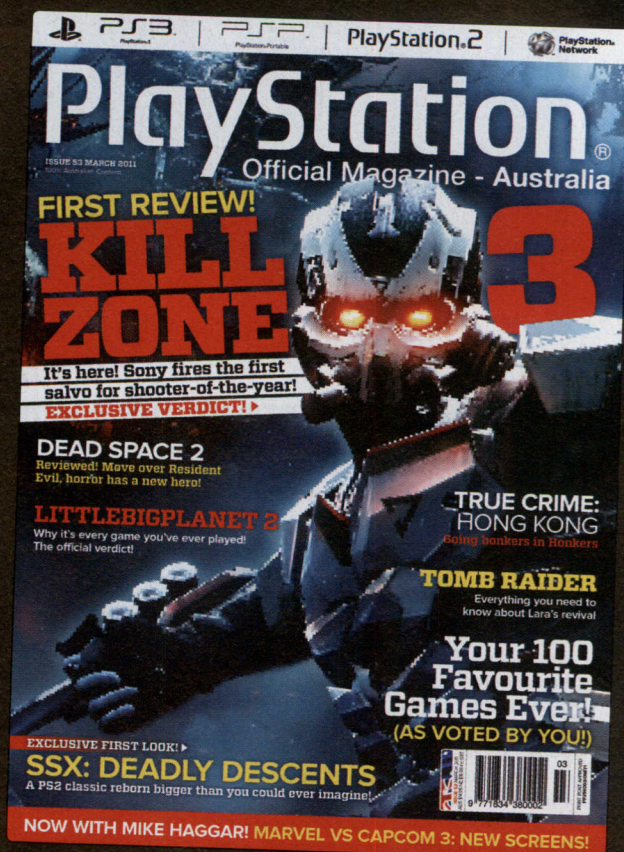 PS3
PlayStation.3
PSP
PlayStation.Portable
PlayStation.2
PlayStation®
Network
PlayStation®
Official Magazine - Australia
ISSUE 53 MARCH 2011
100% Australian Content
FIRST REVIEW!
KILL
ZONE
3
It's here! Sony fires the first
salvo for shooter-of-the-year!
EXCLUSIVE VERDICT!
DEAD SPACE 2
Reviewed! Move over Resident
Evil, horror has a new hero!
LITTLEBIGPLANET 2
Why it's every game you've ever played!
The official verdict!
TRUE CRIME:
HONG KONG
Going bonkers in Honkers
TOMB RAIDER
Everything you need to
know about Lara's revival
Your 100
Favourite
Games Ever!
(AS VOTED BY YOU!)
EXCLUSIVE FIRST LOOK!
SSX: DEADLY DESCENTS
A PS2 classic reborn bigger than you could ever imagine!
03
9 771834 380002
NOW WITH MIKE HAGGAR! MARVEL VS CAPCOM 3: NEW SCREENS!